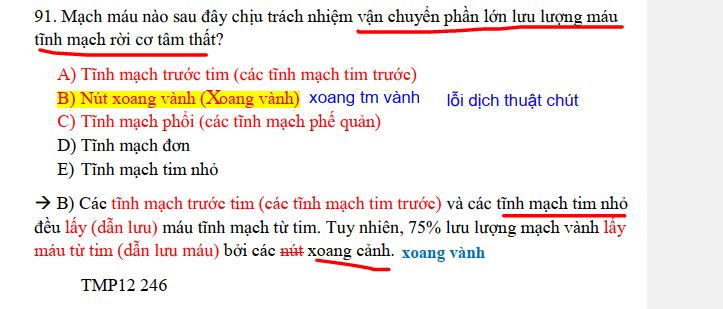 91. Mạch máu nào sau đây chịu trách nhiệm vận chuyển phần lớn lưu lượng máu
tĩnh mạch rời cơ tâm thất?
A) Tĩnh mạch trước tim (các tĩnh mạch tim trước)
B) Nút xoang vành (Xoang vành) xoang tm vành lỗi dịch thuật chút
C) Tĩnh mạch phổi (các tĩnh mạch phế quản)
D) Tĩnh mạch đơn
E) Tĩnh mạch tim nhỏ
→ B) Các tĩnh mạch trước tim (các tĩnh mạch tim trước) và các tĩnh mạch tim nhỏ
đều lấy (dẫn lưu) máu tĩnh mạch từ tim. Tuy nhiên, 75% lưu lượng mạch vành lấy
máu từ tim (dẫn lưu máu) bởi các nút xoang cảnh. xoang vành
TMP12 246